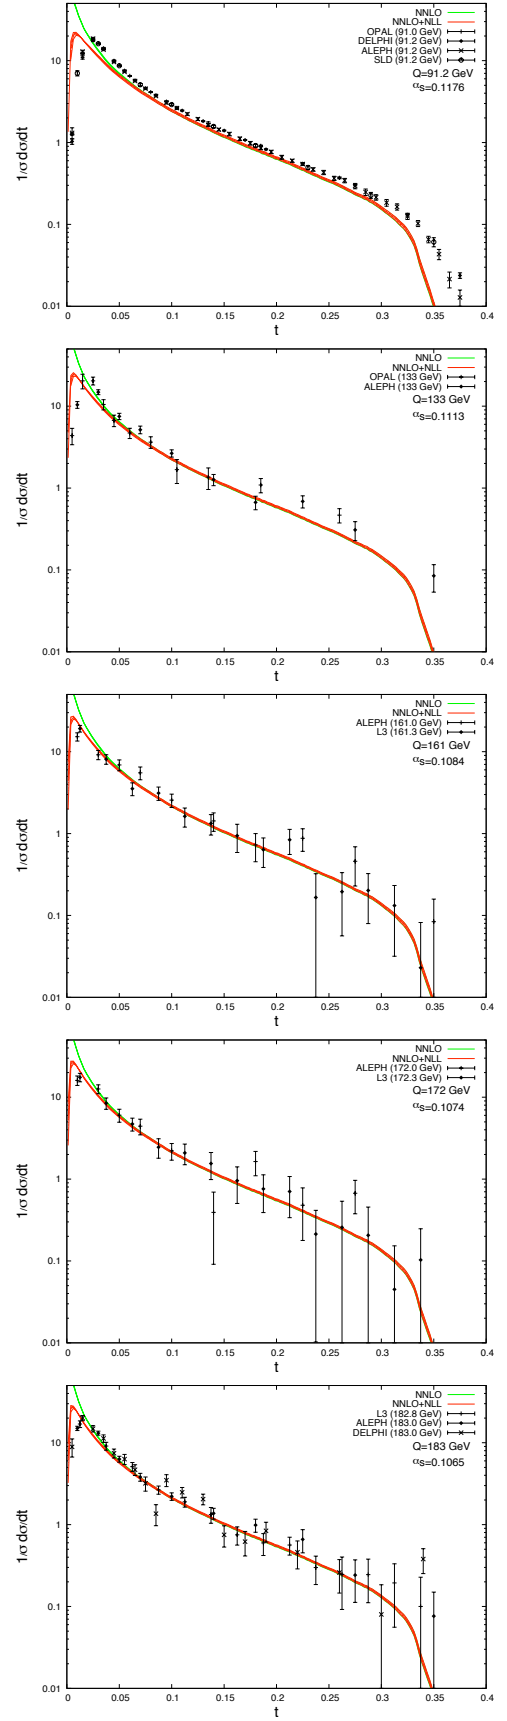 NNLO
NNLO+NLL
OPAL (91.0 GeV)
DELPHI (91.2 GeV)
ALEPH (91.2 GeV)
SLD (91.2 GeV)
Q=91.2 GeV
αs=0.1176
1/σ dσ/dt
10
1
0.1
0.01
0 0.05 0.1 0.15 0.2 0.25 0.3 0.35 0.4
t
NNLO
NNLO+NLL
OPAL (133 GeV)
ALEPH (133 GeV)
Q=133 GeV
αs=0.1113
1/σ dσ/dt
10
1
0.1
0.01
0 0.05 0.1 0.15 0.2 0.25 0.3 0.35 0.4
t
NNLO
NNLO+NLL
ALEPH (161.0 GeV)
L3 (161.3 GeV)
Q=161 GeV
αs=0.1084
1/σ dσ/dt
10
1
0.1
0.01
0 0.05 0.1 0.15 0.2 0.25 0.3 0.35 0.4
t
NNLO
NNLO+NLL
ALEPH (172.0 GeV)
L3 (172.3 GeV)
Q=172 GeV
αs=0.1074
1/σ dσ/dt
10
1
0.1
0.01
0 0.05 0.1 0.15 0.2 0.25 0.3 0.35 0.4
t
NNLO
NNLO+NLL
L3 (182.8 GeV)
ALEPH (183.0 GeV)
DELPHI (183.0 GeV)
Q=183 GeV
αs=0.1065
1/σ dσ/dt
10
1
0.1
0.01
0 0.05 0.1 0.15 0.2 0.25 0.3 0.35 0.4
t